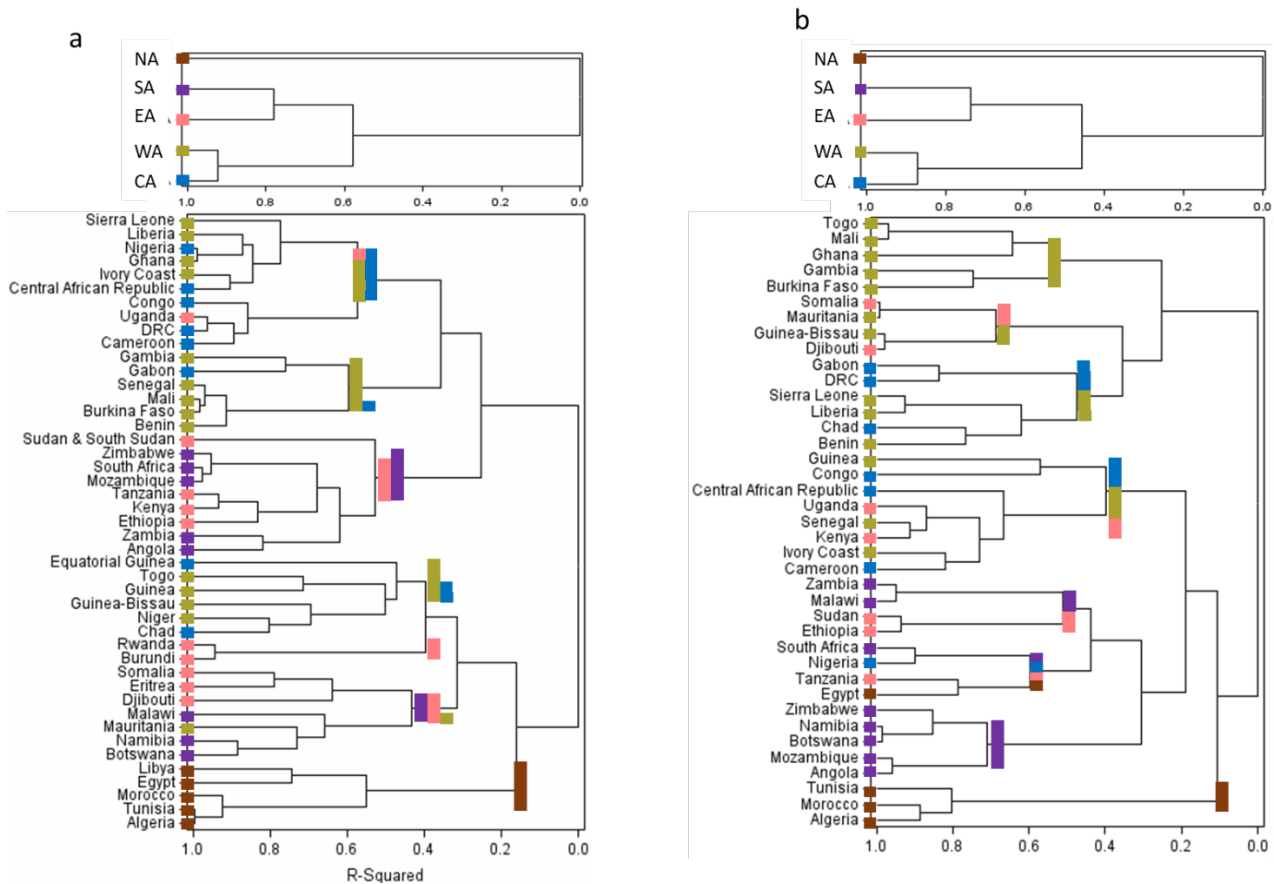 a
NA
SA
EA
WA
CA
1.0 0.8 0.6 0.4 0.2 0.0
Sierra Leone
Liberia
Nigeria
Ghana
Ivory Coast
Central African Republic
Congo
Uganda
DRC
Cameroon
Gambia
Gabon
Senegal
Mali
Burkina Faso
Benin
Sudan & South Sudan
Zimbabwe
South Africa
Mozambique
Tanzania
Kenya
Ethiopia
Zambia
Angola
Equatorial Guinea
Togo
Guinea
Guinea-Bissau
Niger
Chad
Rwanda
Burundi
Somalia
Eritrea
Djibouti
Malawi
Mauritania
Namibia
Botswana
Libya
Egypt
Morocco
Tunisia
Algeria
1.0 0.8 0.6 0.4 0.2 0.0
R-Squared
b
NA
SA
EA
WA
CA
1.0 0.8 0.6 0.4 0.2 0.0
Togo
Mali
Ghana
Gambia
Burkina Faso
Somalia
Mauritania
Guinea-Bissau
Djibouti
Gabon
DRC
Sierra Leone
Liberia
Chad
Benin
Guinea
Congo
Central African Republic
Uganda
Senegal
Kenya
Ivory Coast
Cameroon
Zambia
Malawi
Sudan
Ethiopia
South Africa
Nigeria
Tanzania
Egypt
Zimbabwe
Namibia
Botswana
Mozambique
Angola
Tunisia
Morocco
Algeria
1.0 0.8 0.6 0.4 0.2 0.0